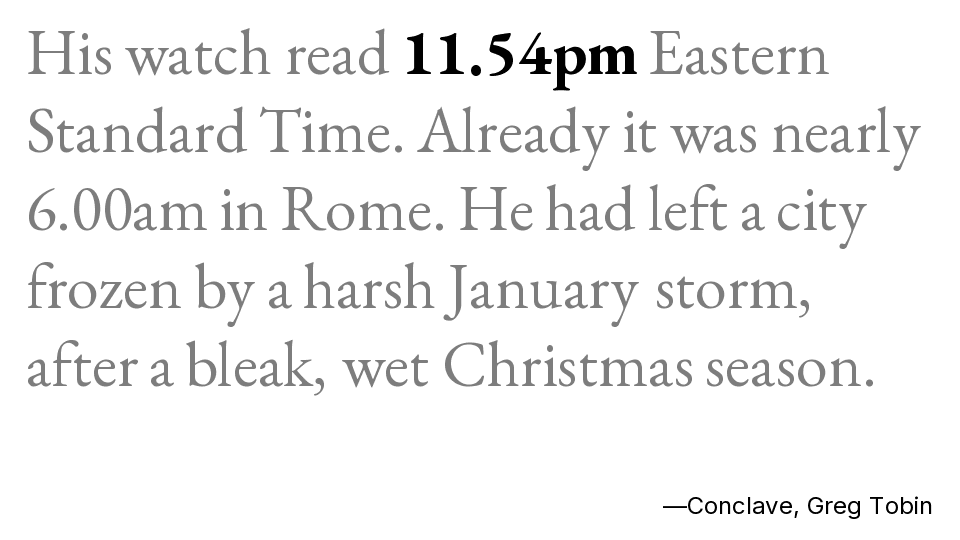 His watch read 11.54pm Eastern
Standard Time. Already it was nearly
6.00am in Rome. He had left a city
frozen by a harsh January storm,
after a bleak, wet Christmas season.
—Conclave, Greg Tobin